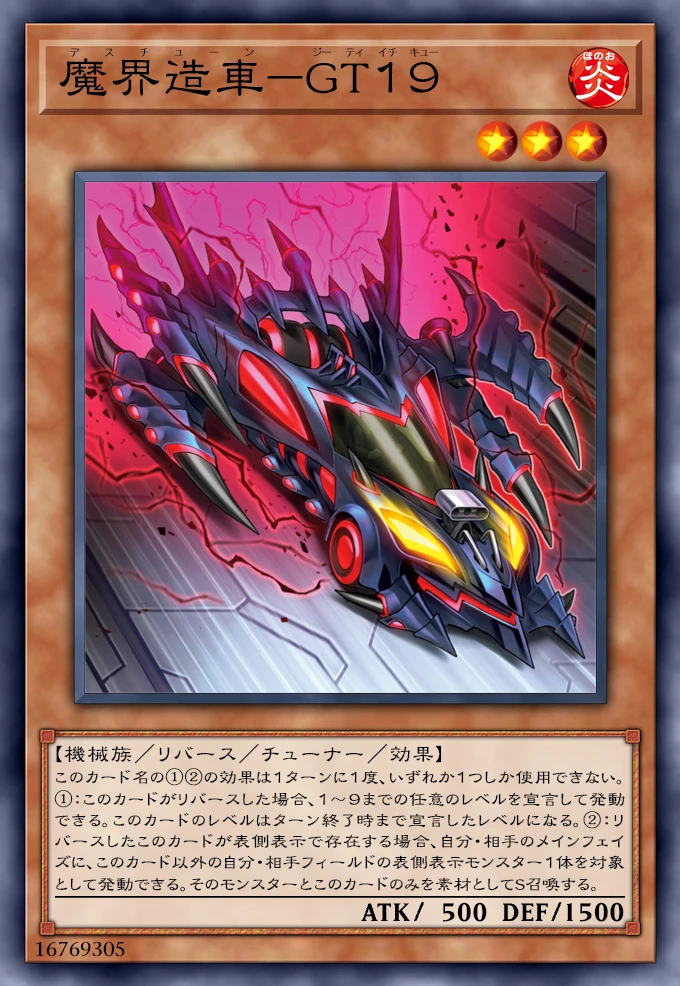 アスチューン ジーティ イチ キュー
魔界造車－GT19
ほのお
炎
【機械族／リバース／チューナー／効果】
このカード名の①②の効果は1ターンに1度、いずれか1つしか使用できない。
①：このカードがリバースした場合、1～9までの任意のレベルを宣言して発動
できる。このカードのレベルはターン終了時まで宣言したレベルになる。②：リ
バースしたこのカードが表側表示で存在する場合、自分・相手のメインフェイ
ズに、このカード以外の自分・相手フィールドの表側表示モンスター1体を対象
として発動できる。そのモンスターとこのカードのみを素材としてS召喚する。
ATK/ 500 DEF/1500
16769305